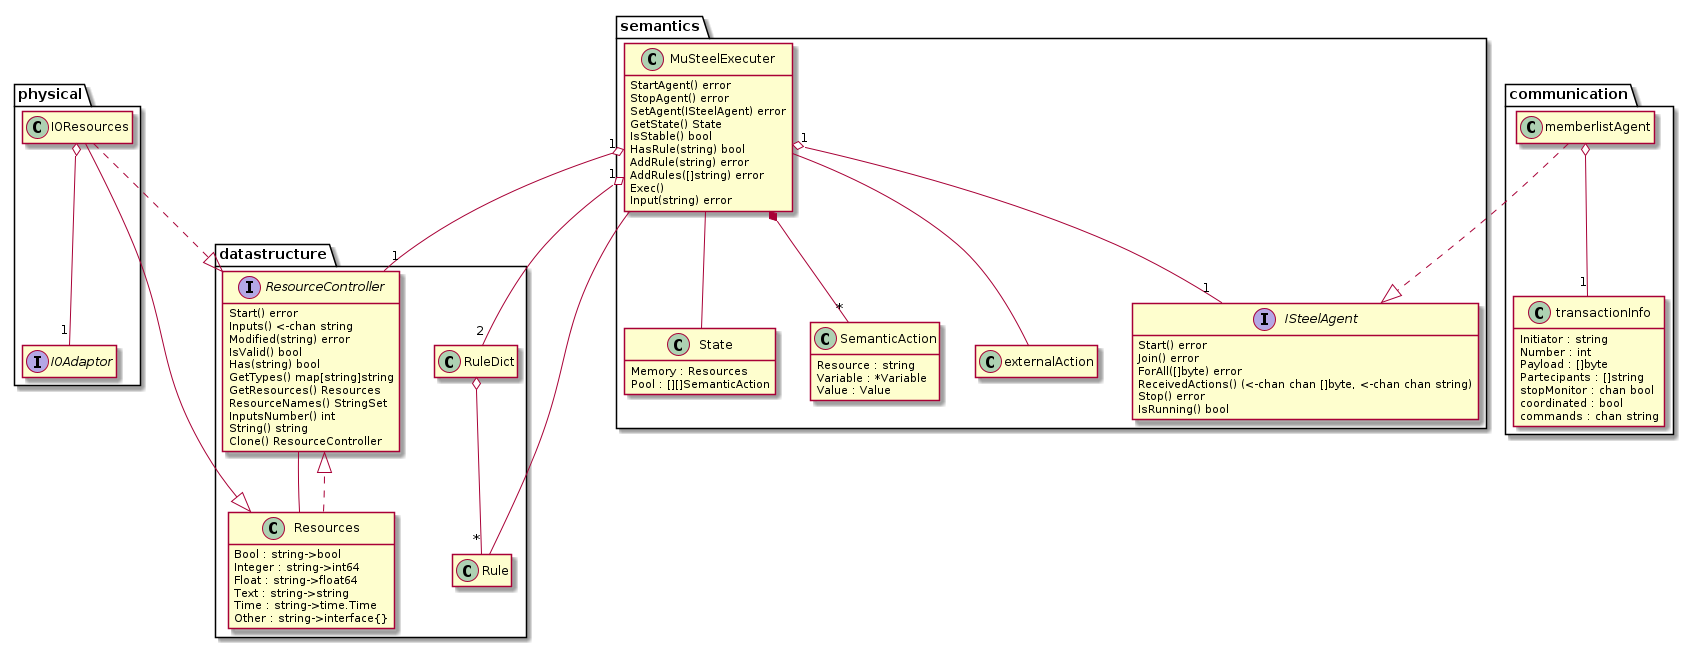 physical
C IOResources
1
I IOAdaptor
datastructure
1
I ResourceController
Start() error
Inputs() <-chan string
Modified(string) error
IsValid() bool
Has(string) bool
GetTypes() map[string]string
GetResources() Resources
ResourceNames() StringSet
InputsNumber() int
String() string
Clone() ResourceController
2
C RuleDict
C Resources
Bool : string->bool
Integer : string->int64
Float : string->float64
Text : string->string
Time : string->time.Time
Other : string->interface{}
*
C Rule
semantics
C MuSteelExecuter
StartAgent() error
StopAgent() error
SetAgent(ISteelAgent) error
GetState() State
IsStable() bool
HasRule(string) bool
AddRule(string) error
AddRules([]string) error
Exec()
Input(string) error
1
1
1
C State
Memory : Resources
Pool : [][]SemanticAction
*
C SemanticAction
Resource : string
Variable : *Variable
Value : Value
C externalAction
1
I ISteelAgent
Start() error
Join() error
ForAll([]byte) error
ReceivedActions() (<-chan chan []byte, <-chan chan string)
Stop() error
IsRunning() bool
communication
C memberlistAgent
1
C transactionInfo
Initiator : string
Number : int
Payload : []byte
Partecipants : []string
stopMonitor : chan bool
coordinated : bool
commands : chan string